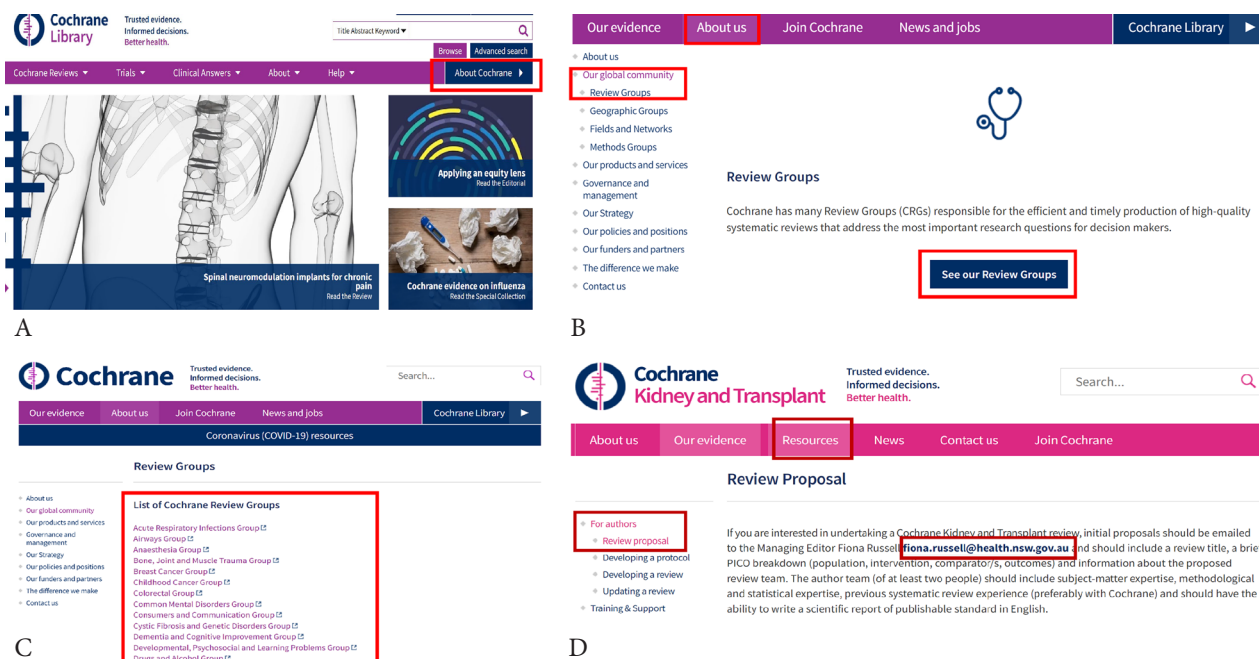 Cochrane
Library
Trusted evidence.
Informed decisions.
Better health.
Title Abstract Keyword
Browse
Advanced search
Cochrane Reviews
Trials
Clinical Answers
About
Help
About Cochrane
Applying an equity lens
Read the Editorial
Spinal neuromodulation implants for chronic
pain
Read the Review
Cochrane evidence on influenza
Read the Special Collection
A
Our evidence
About us
Join Cochrane
News and jobs
Cochrane Library
About us
Our global community
Review Groups
Geographic Groups
Fields and Networks
Methods Groups
Our products and services
Governance and
management
Our Strategy
Our policies and positions
Our funders and partners
The difference we make
Contact us
Review Groups
Cochrane has many Review Groups (CRGs) responsible for the efficient and timely production of high-quality
systematic reviews that address the most important research questions for decision makers.
See our Review Groups
B
Cochrane
Trusted evidence.
Informed decisions.
Better health.
Search...
Our evidence
About us
Join Cochrane
News and jobs
Cochrane Library
Coronavirus (COVID-19) resources
Review Groups
About us
Our global community
Our products and services
Governance and
management
Our Strategy
Our policies and positions
Our funders and partners
The difference we make
Contact us
List of Cochrane Review Groups
Acute Respiratory Infections Group
Airways Group
Anaesthesia Group
Bone, Joint and Muscle Trauma Group
Breast Cancer Group
Childhood Cancer Group
Colorectal Group
Common Mental Disorders Group
Consumers and Communication Group
Cystic Fibrosis and Genetic Disorders Group
Dementia and Cognitive Improvement Group
Developmental, Psychosocial and Learning Problems Group
Drugs and Alcohol Group
C
Cochrane
Kidney and Transplant
Trusted evidence.
Informed decisions.
Better health.
Search...
About us
Our evidence
Resources
News
Contact us
Join Cochrane
Review Proposal
For authors
Review proposal
Developing a protocol
Developing a review
Updating a review
Training & Support
If you are interested in undertaking a Cochrane Kidney and Transplant review, initial proposals should be emailed
to the Managing Editor Fiona Russell fiona.russell@health.nsw.gov.au and should include a review title, a brie
PICO breakdown (population, intervention, comparator/s, outcomes) and information about the proposed
review team. The author team (of at least two people) should include subject-matter expertise, methodological
and statistical expertise, previous systematic review experience (preferably with Cochrane) and should have the
ability to write a scientific report of publishable standard in English.
D